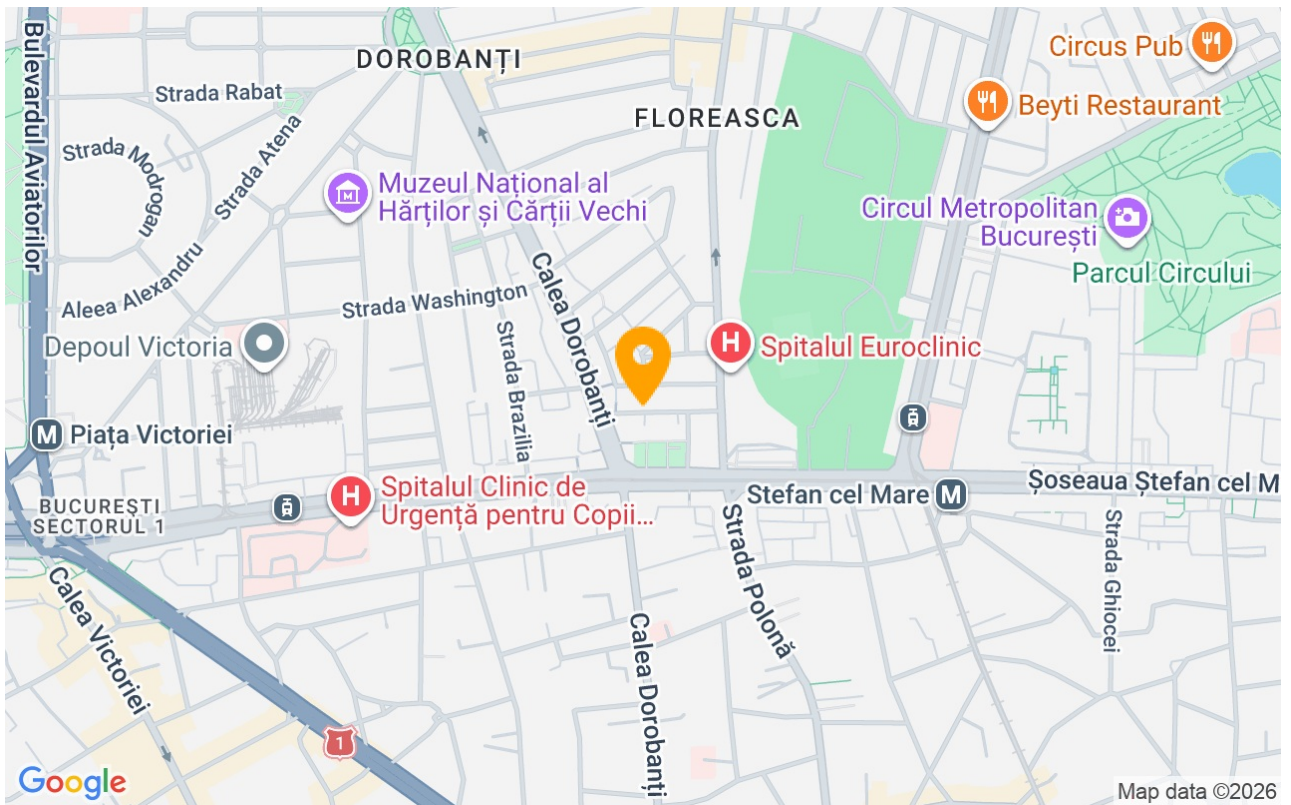 Circus Pub
DOROBANȚI
Strada Rabat
Beyti Restaurant
FLOREASCA
Bulevardul Aviatorilor
Strada Modrogan
Strada Atena
Muzeul Național al
Hărților și Cărții Vechi
Circul Metropolitan
București
Parcul Circului
Aleea Alexandru
Strada Washington
Calea Dorobanți
Strada Brazilia
Depoul Victoria
H
Spitalul Euroclinic
M
Piața Victoriei
H
Spitalul Clinic de
Urgență pentru Copii...
BUCUREȘTI
SECTORUL 1
Ștefan cel Mare
M
Șoseaua Ștefan cel M
Strada Polonă
Strada Ghiocei
Calea Victoriei
Calea Dorobanți
1
Google
Map data ©2026